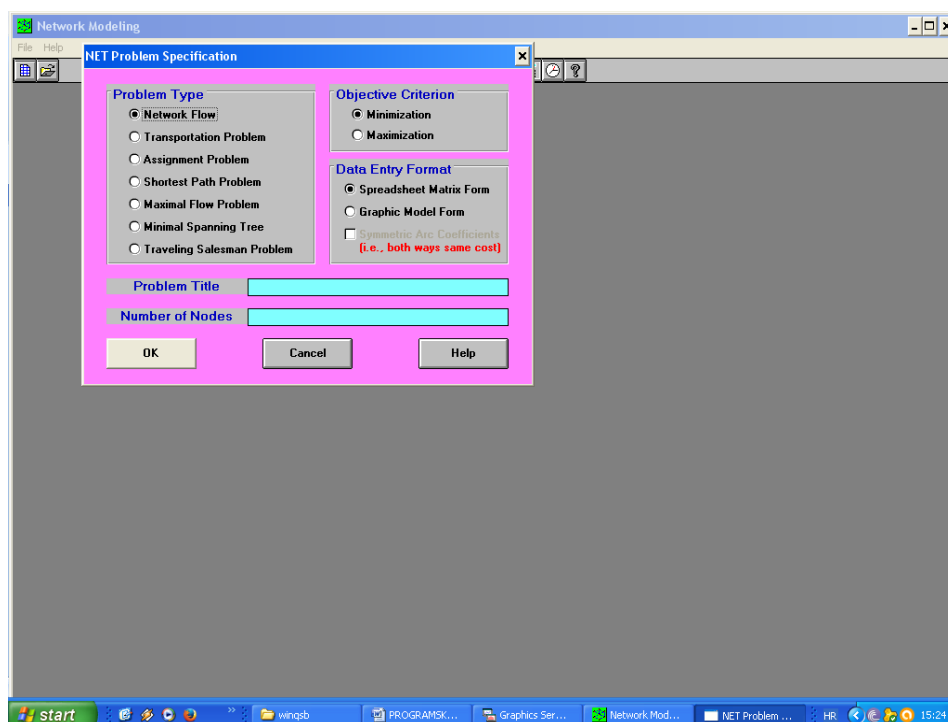 Network Modeling
File Help
NET Problem Specification
Problem Type
Network Flow
Transportation Problem
Assignment Problem
Shortest Path Problem
Maximal Flow Problem
Minimal Spanning Tree
Traveling Salesman Problem
Objective Criterion
Minimization
Maximization
Data Entry Format
Spreadsheet Matrix Form
Graphic Model Form
Symmetric Arc Coefficients
(i.e., both ways same cost)
Problem Title
Number of Nodes
OK Cancel Help
start winqsb PROGRAMSK... Graphics Ser... Network Mod... NET Problem ... HR